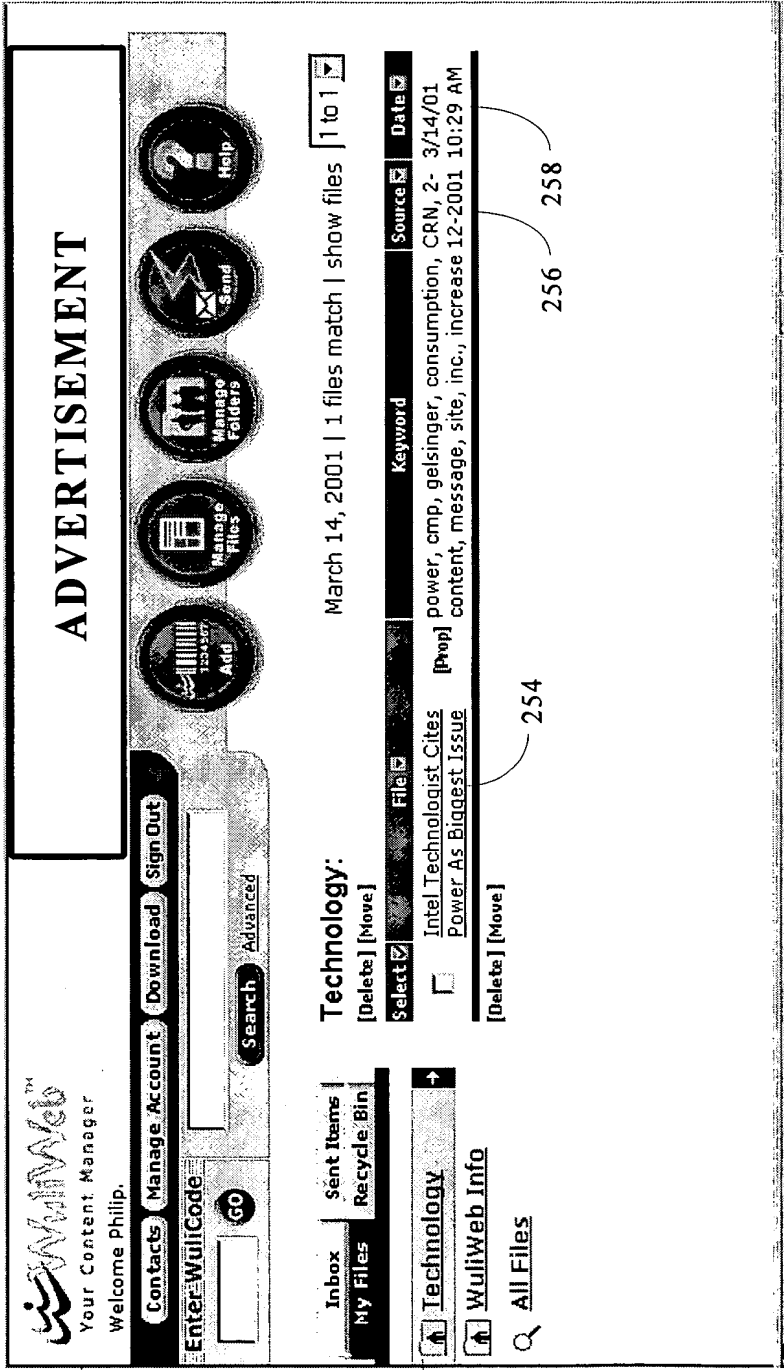 ADVERTISEMENT
WuliWeb™
Your Content Manager
Welcome Philip.
Contacts Manage Account Download Sign Out
Enter WuliCode
GO
Search Advanced
1234567
Add
Manage Files
Manage Folders
Send
Help
Inbox Sent Items
My Files Recycle Bin
Technology
WuliWeb Info
All Files
Technology:
March 14, 2001 | 1 files match | show files 1 to 1
[Delete] [Move]
Select File Keyword Source Date
Intel Technologist Cites [Prop] power, cmp, gelsinger, consumption, CRN, 2- 3/14/01
Power As Biggest Issue content, message, site, inc., increase 12-2001 10:29 AM
[Delete] [Move]
254
256
258